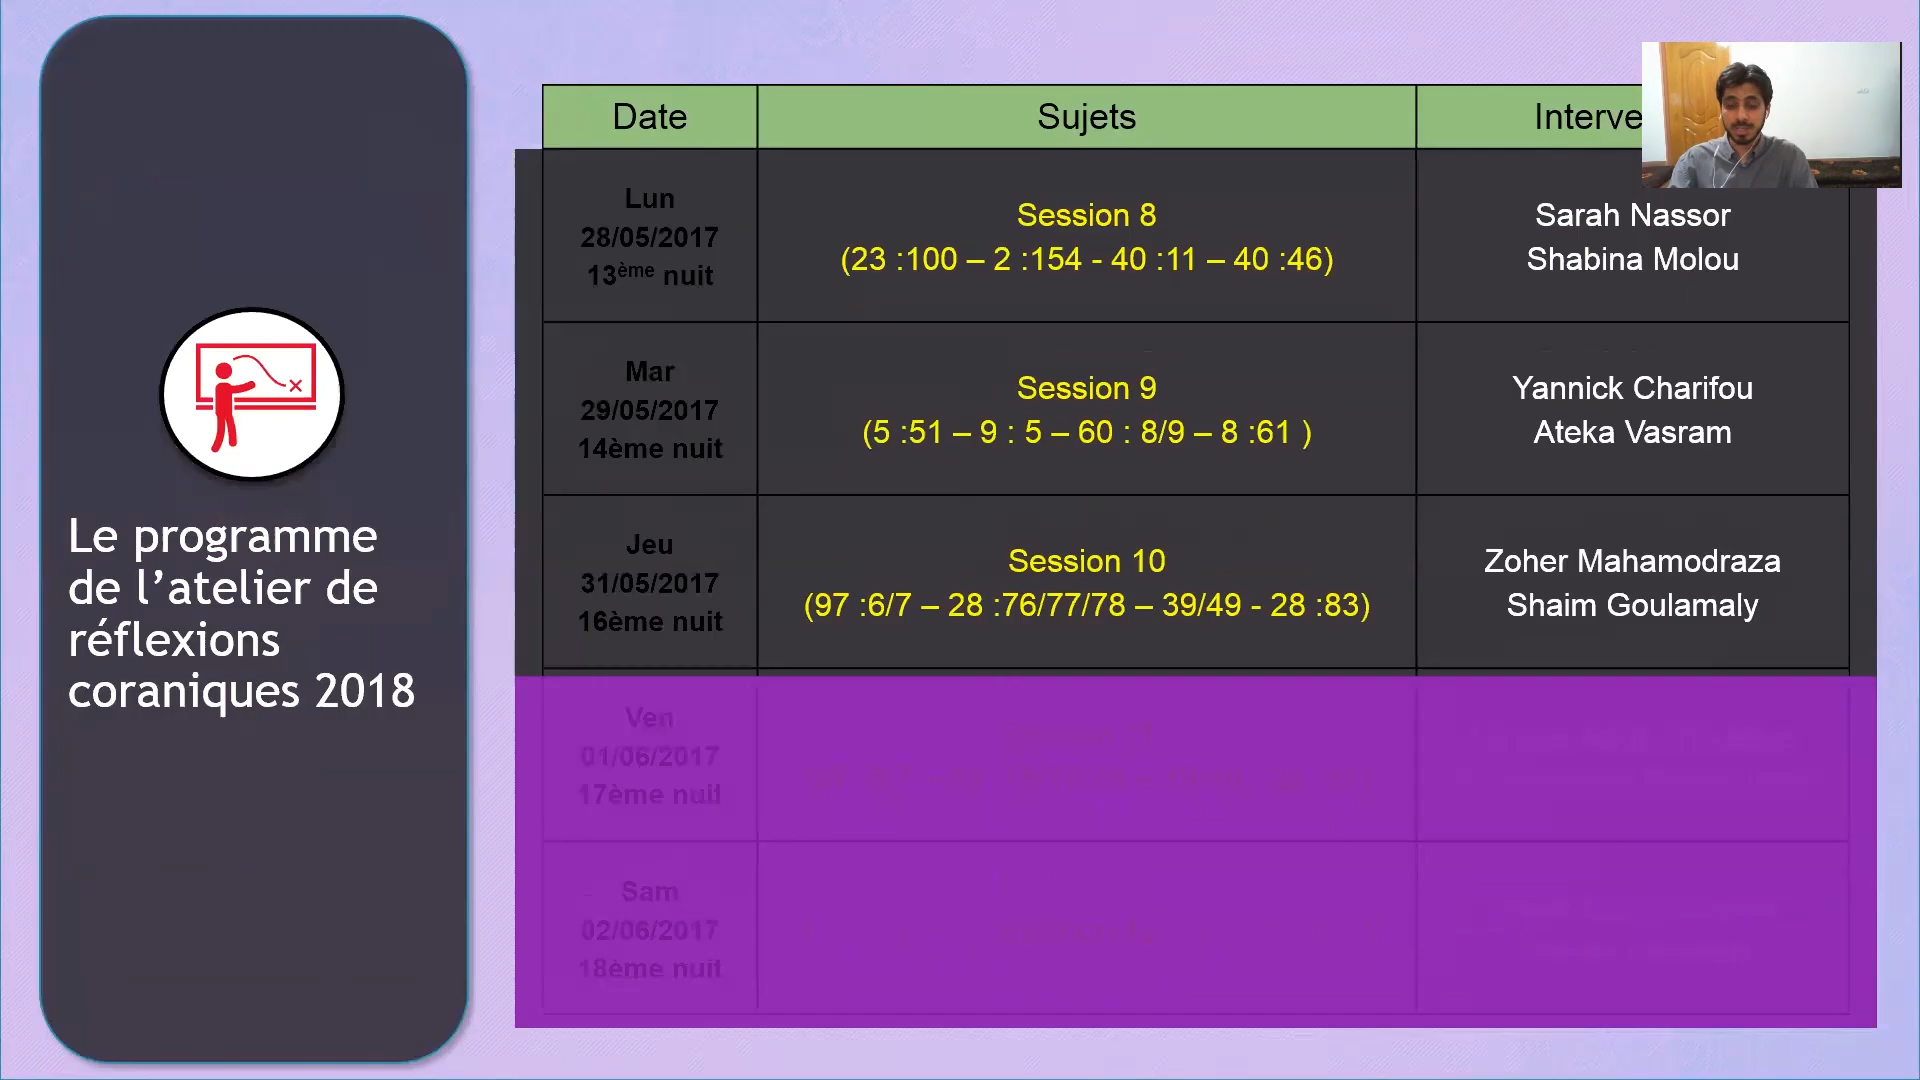 Le programme
de l’atelier de
réflexions
coraniques 2018
Date
Sujets
Interve
Lun
28/05/2017
13ème nuit
Session 8
(23 :100 – 2 :154 - 40 :11 – 40 :46)
Sarah Nassor
Shabina Molou
Mar
29/05/2017
14ème nuit
Session 9
(5 :51 – 9 : 5 – 60 : 8/9 – 8 :61 )
Yannick Charifou
Ateka Vasram
Jeu
31/05/2017
16ème nuit
Session 10
(97 :6/7 – 28 :76/77/78 – 39/49 - 28 :83)
Zoher Mahamodraza
Shaim Goulamaly
Ven
01/06/2017
17ème nuit
Sam
02/06/2017
18ème nuit